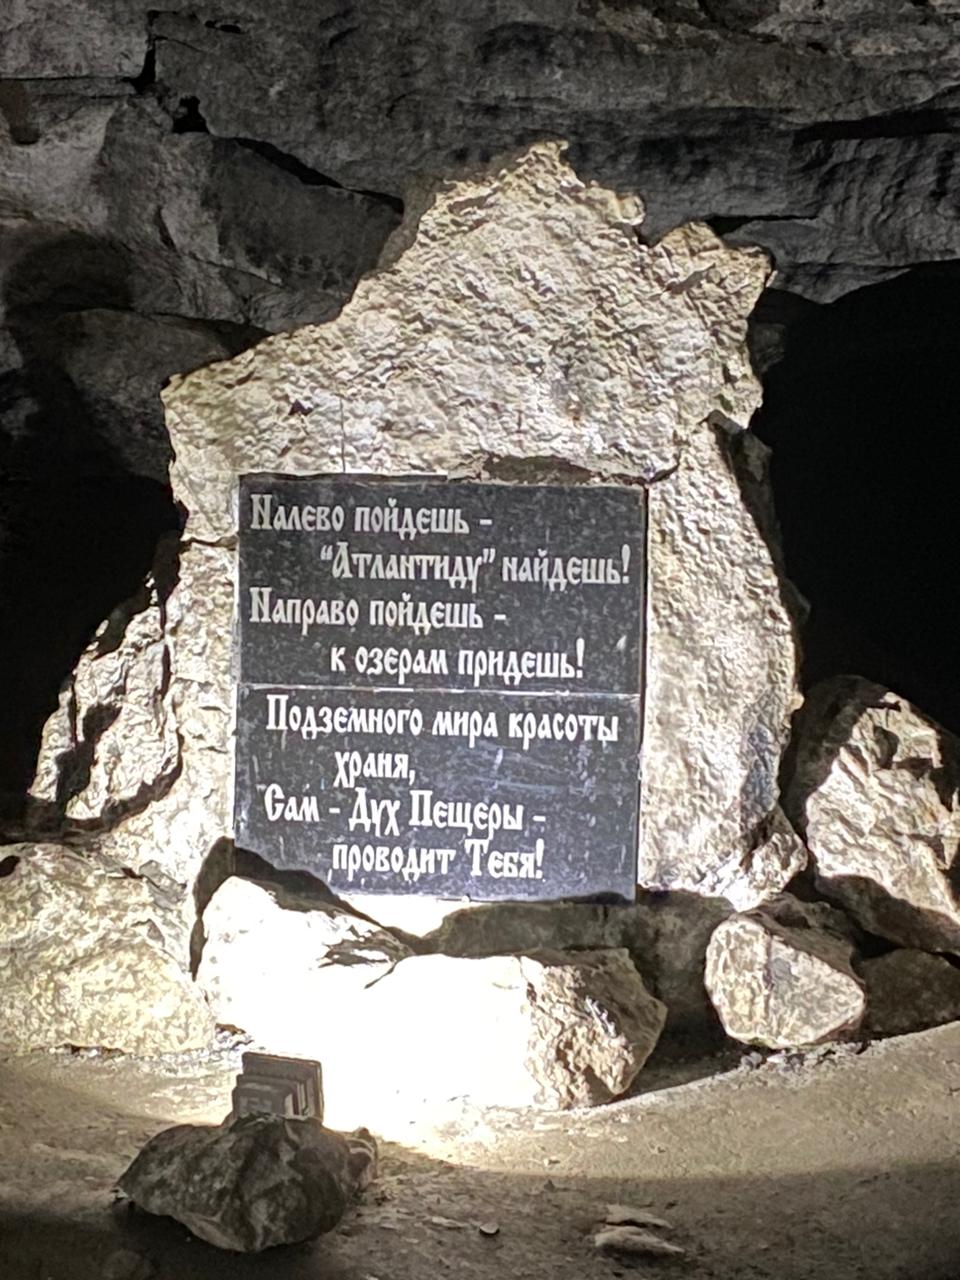 Налево пойдешь -
"Атлантиду" найдешь!
Направо пойдешь -
к озерам придешь!
Подземного мира красоты
храня,
Сам - Дух Пещеры -
проводит Тебя!